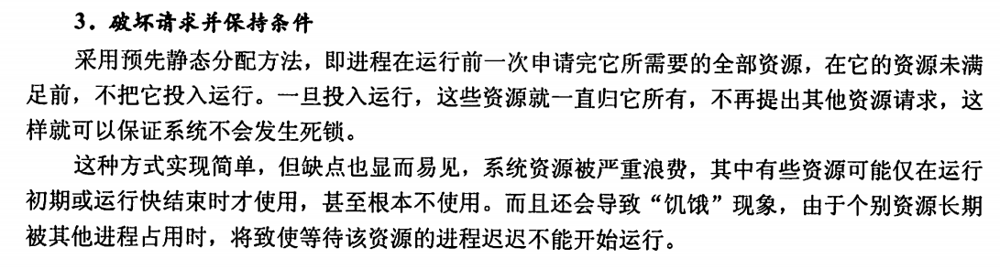 3．破坏请求并保持条件
采用预先静态分配方法，即进程在运行前一次申请完它所需要的全部资源，在它的资源未满
足前，不把它投入运行。一旦投入运行，这些资源就一直归它所有，不再提出其他资源请求，这
样就可以保证系统不会发生死锁。
这种方式实现简单，但缺点也显而易见，系统资源被严重浪费，其中有些资源可能仅在运行
初期或运行快结束时才使用，甚至根本不使用。而且还会导致“饥饿”现象，由于个别资源长期
被其他进程占用时，将致使等待该资源的进程迟迟不能开始运行。